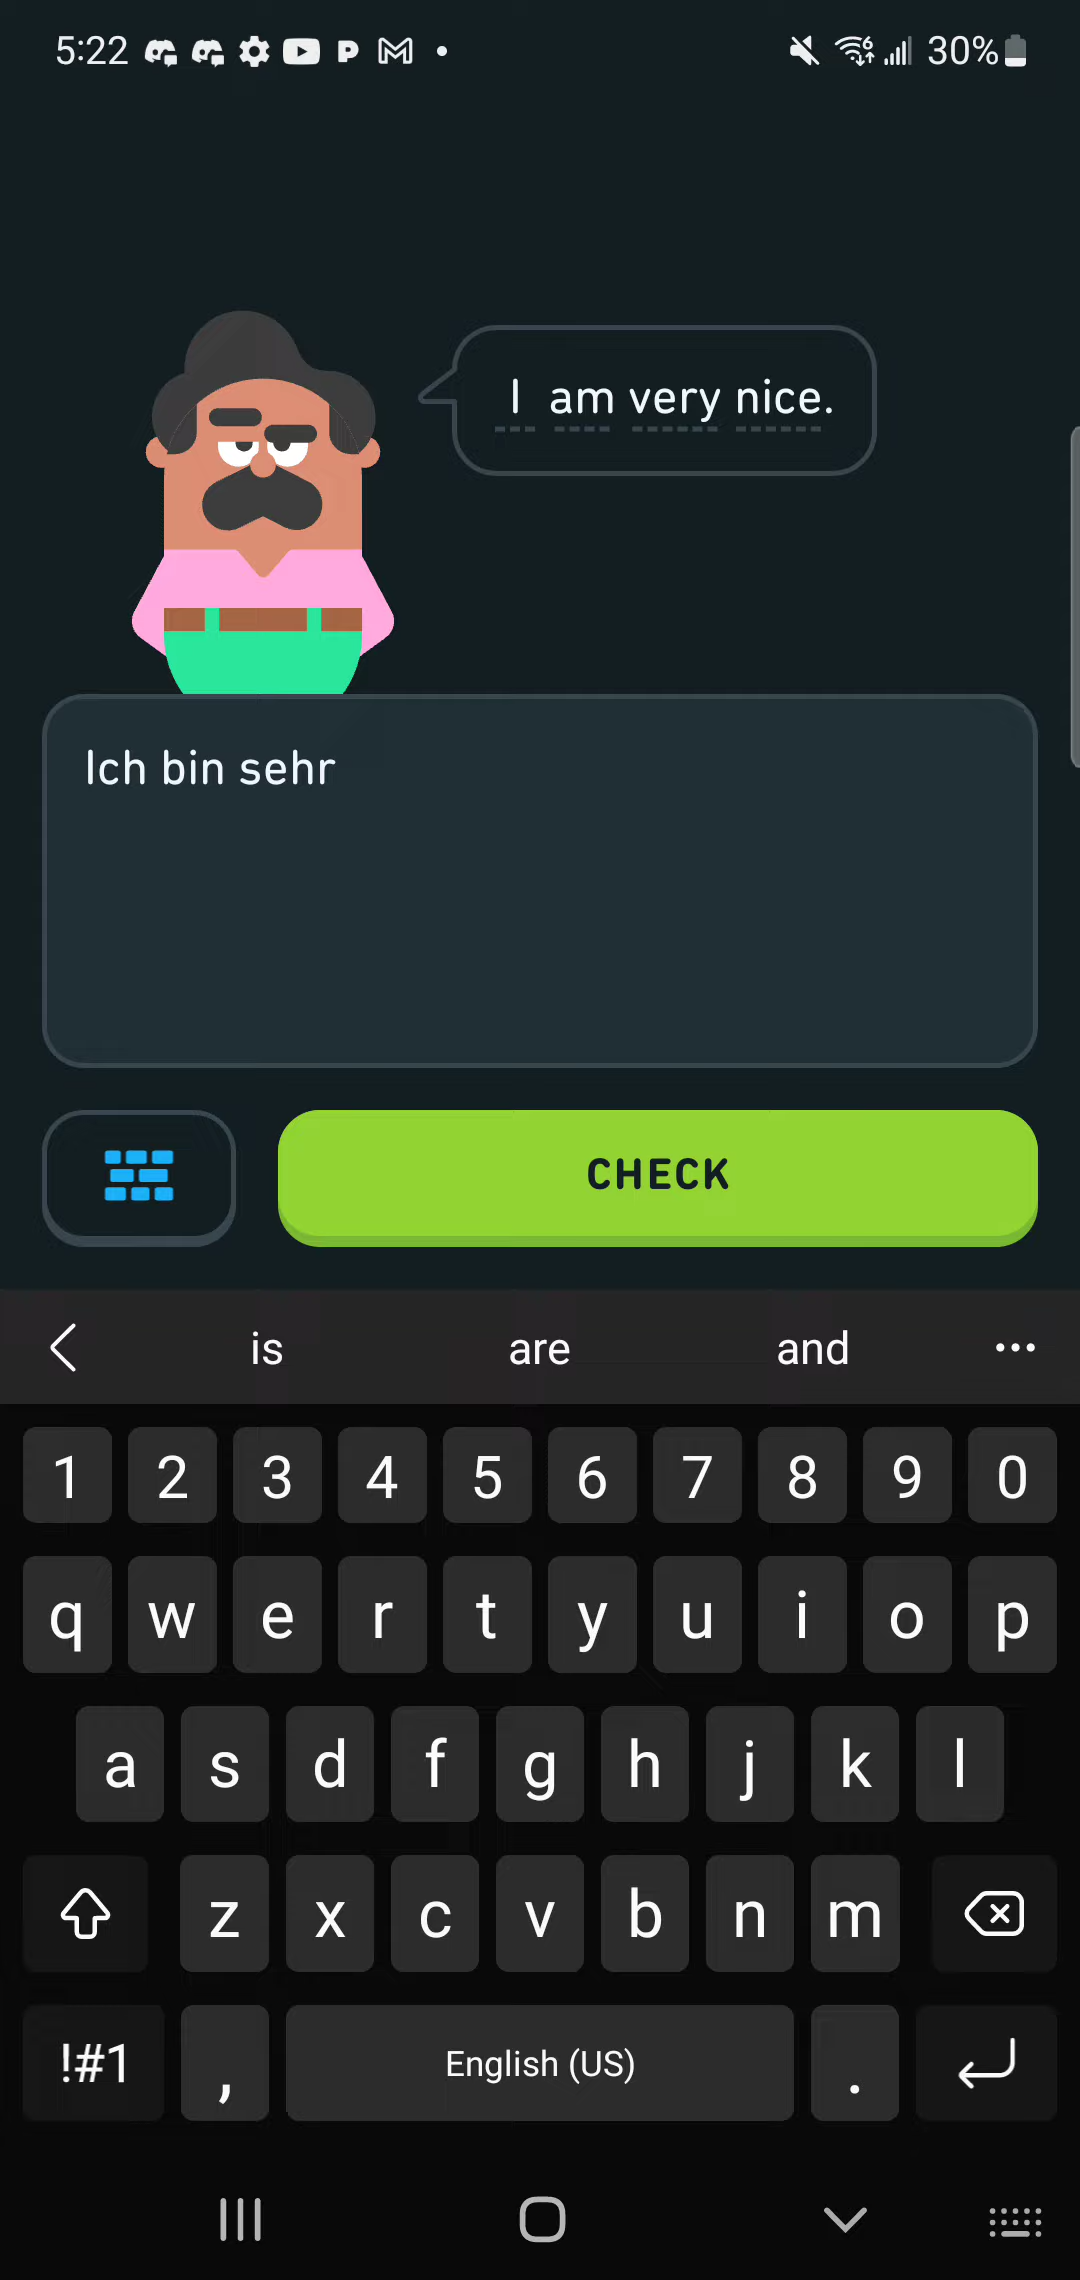 5:22 30%
I am very nice.
Ich bin sehr
CHECK
is are and
1 2 3 4 5 6 7 8 9 0
q w e r t y u i o p
a s d f g h j k l
z x c v b n m
!#1 , English (US) .